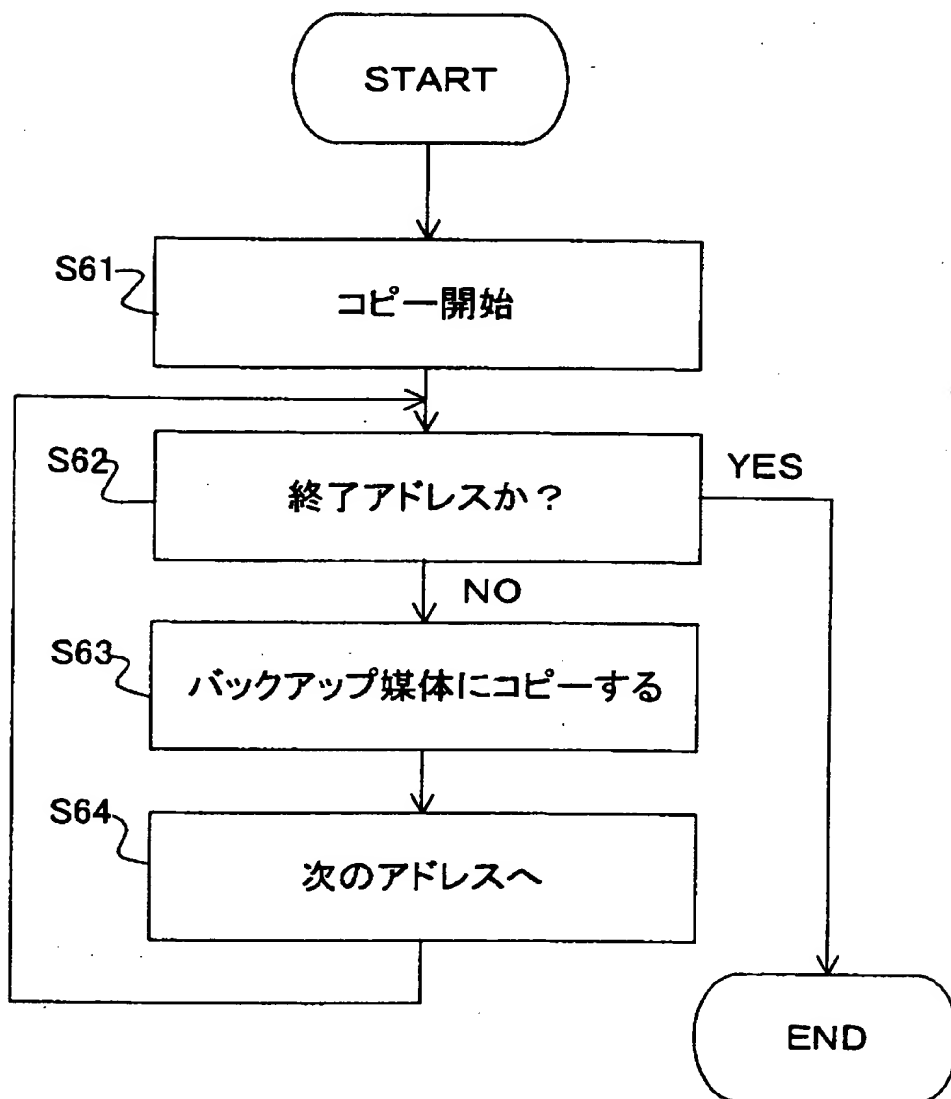 START
S61
コピー開始
S62
終了アドレスか？
YES
NO
S63
バックアップ媒体にコピーする
S64
次のアドレスへ
END